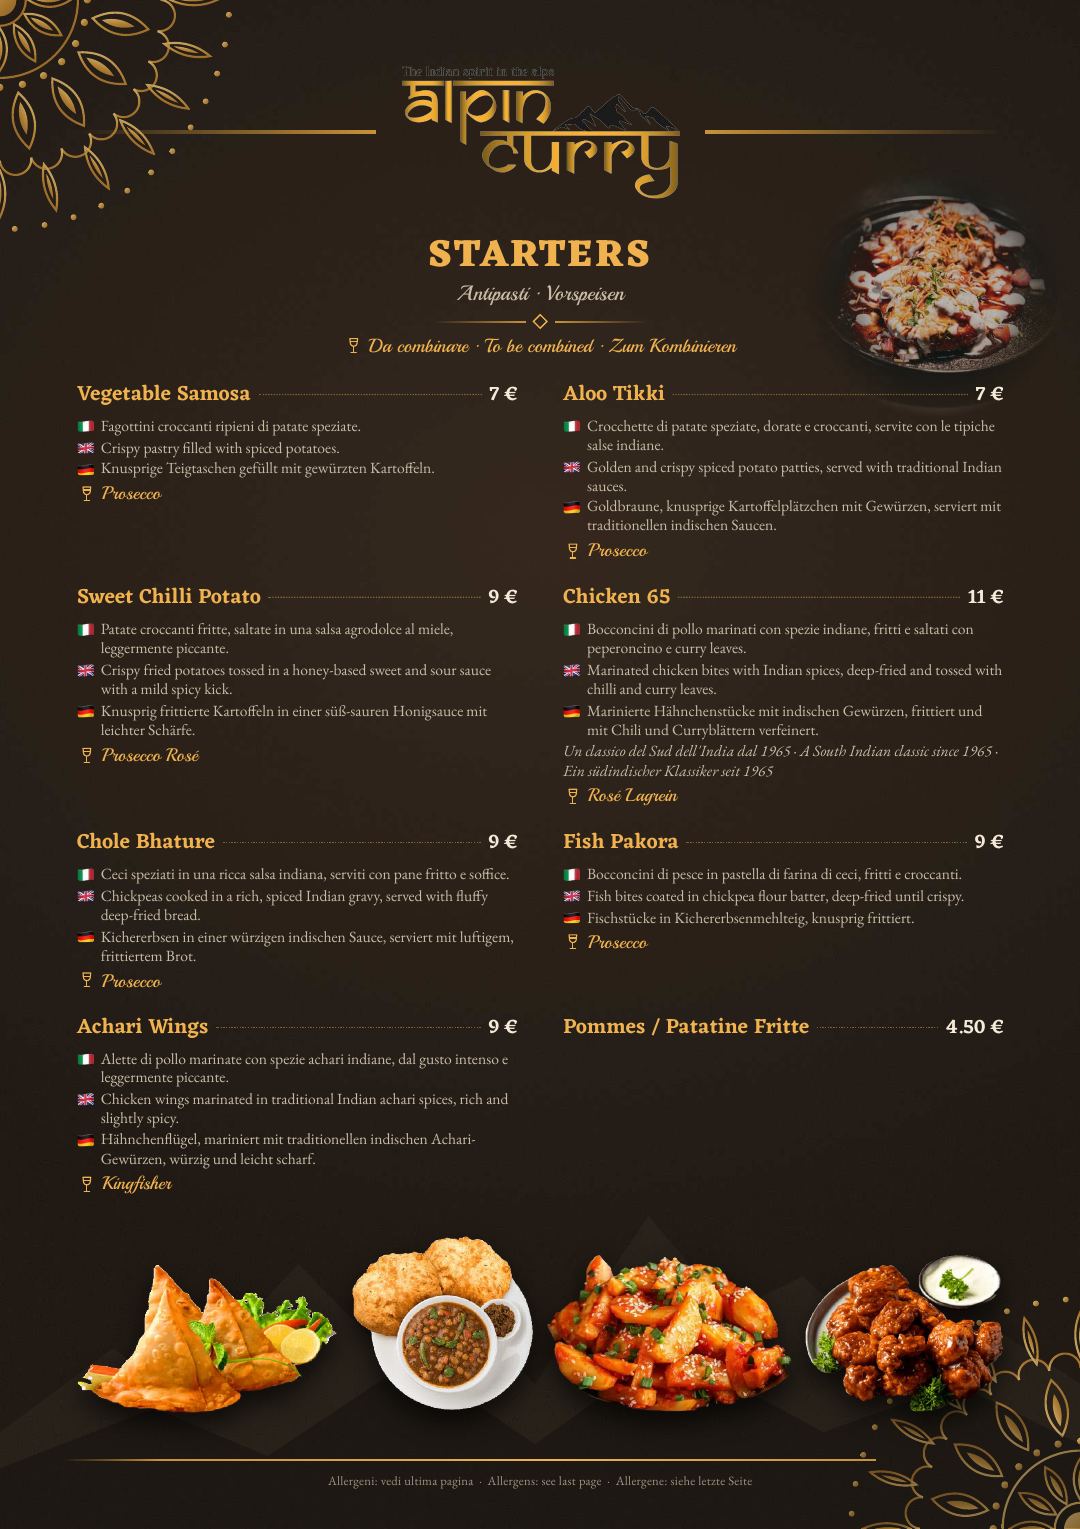 The Indian spirit in the alps
alpin
curry
STARTERS
Antipasti · Vorspeisen
Da combinare · To be combined · Zum Kombinieren
Vegetable Samosa 7 €
Fagottini croccanti ripieni di patate speziate.
Crispy pastry filled with spiced potatoes.
Knusprige Teigtaschen gefüllt mit gewürzten Kartoffeln.
Prosecco
Aloo Tikki 7 €
Crocchette di patate speziate, dorate e croccanti, servite con le tipiche
salse indiane.
Golden and crispy spiced potato patties, served with traditional Indian
sauces.
Goldbraune, knusprige Kartoffelplätzchen mit Gewürzen, serviert mit
traditionellen indischen Saucen.
Prosecco
Sweet Chilli Potato 9 €
Patate croccanti fritte, saltate in una salsa agrodolce al miele,
leggermente piccante.
Crispy fried potatoes tossed in a honey-based sweet and sour sauce
with a mild spicy kick.
Knusprig frittierte Kartoffeln in einer süß-sauren Honigsauce mit
leichter Schärfe.
Prosecco Rosé
Chicken 65 11 €
Bocconcini di pollo marinati con spezie indiane, fritti e saltati con
peperoncino e curry leaves.
Marinated chicken bites with Indian spices, deep-fried and tossed with
chilli and curry leaves.
Marinierte Hähnchenstücke mit indischen Gewürzen, frittiert und
mit Chili und Curryblättern verfeinert.
Un classico del Sud dell'India dal 1965 · A South Indian classic since 1965 ·
Ein südindischer Klassiker seit 1965
Rosé Lagrein
Chole Bhature 9 €
Ceci speziati in una ricca salsa indiana, serviti con pane fritto e soffice.
Chickpeas cooked in a rich, spiced Indian gravy, served with fluffy
deep-fried bread.
Kichererbsen in einer würzigen indischen Sauce, serviert mit luftigem,
frittiertem Brot.
Prosecco
Fish Pakora 9 €
Bocconcini di pesce in pastella di farina di ceci, fritti e croccanti.
Fish bites coated in chickpea flour batter, deep-fried until crispy.
Fischstücke in Kichererbsenmehlteig, knusprig frittiert.
Prosecco
Achari Wings 9 €
Alette di pollo marinate con spezie achari indiane, dal gusto intenso e
leggermente piccante.
Chicken wings marinated in traditional Indian achari spices, rich and
slightly spicy.
Hähnchenflügel, mariniert mit traditionellen indischen Achari-
Gewürzen, würzig und leicht scharf.
Kingfisher
Pommes / Patatine Fritte 4.50 €
Allergeni: vedi ultima pagina · Allergens: see last page · Allergene: siehe letzte Seite